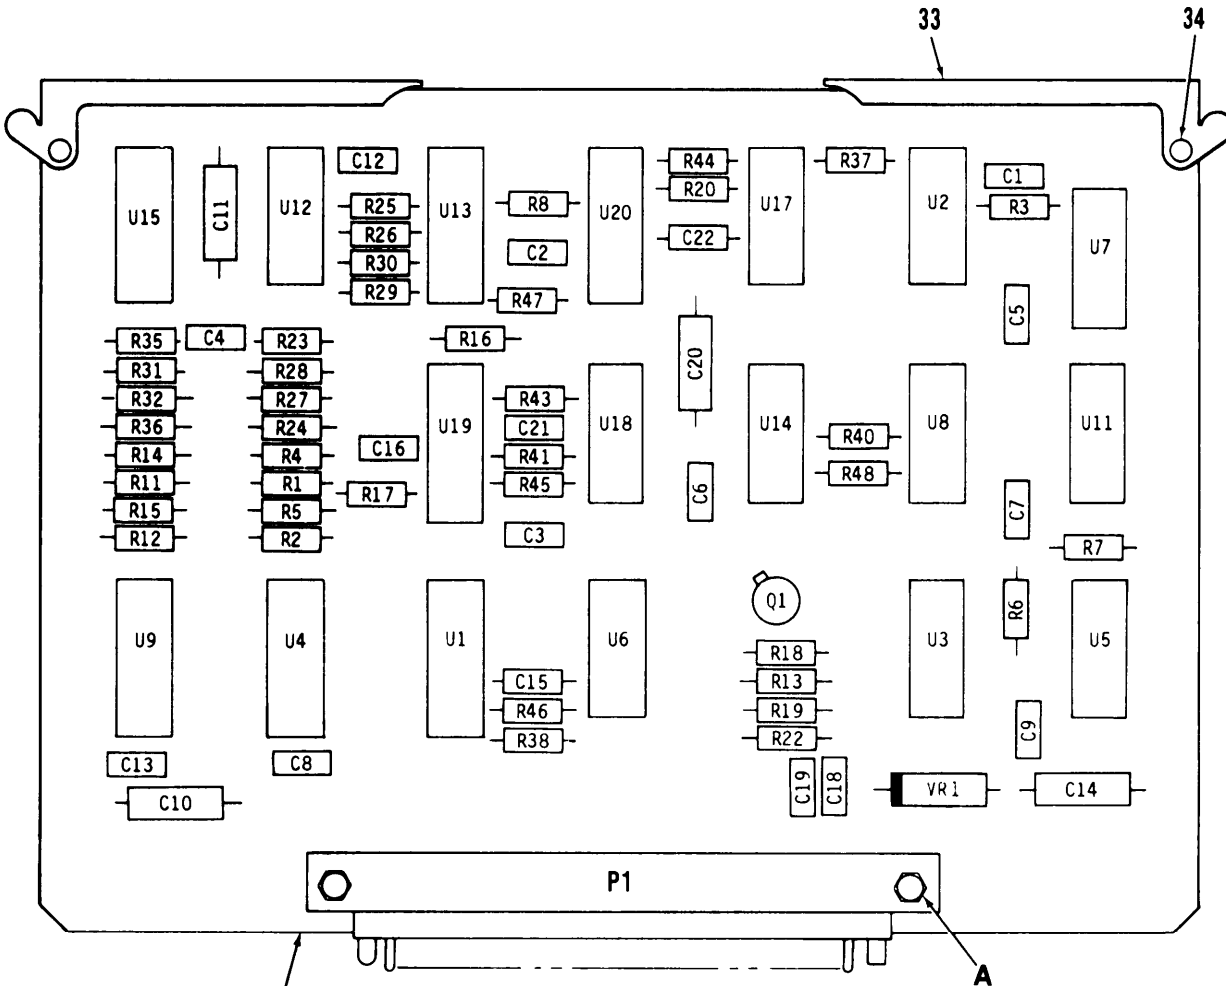 33
34
C12
R44
R37
R20
C1
U15
C11
U12
R25
U13
R8
U20
U17
U2
R3
R26
C22
U7
R30
C2
R29
R47
C5
R35
C4
R23
R16
C20
R31
R28
R32
R27
R43
R36
R24
U19
C21
U18
U14
R40
U8
U11
R14
R4
C16
R41
R48
R11
R1
R17
R45
C6
R15
R5
C7
R12
R2
C3
R7
Q1
R6
U9
U4
U1
U6
R18
U3
U5
C15
R13
R46
R19
R38
R22
C9
C13
C8
C10
C19
C18
VR1
C14
P1
A